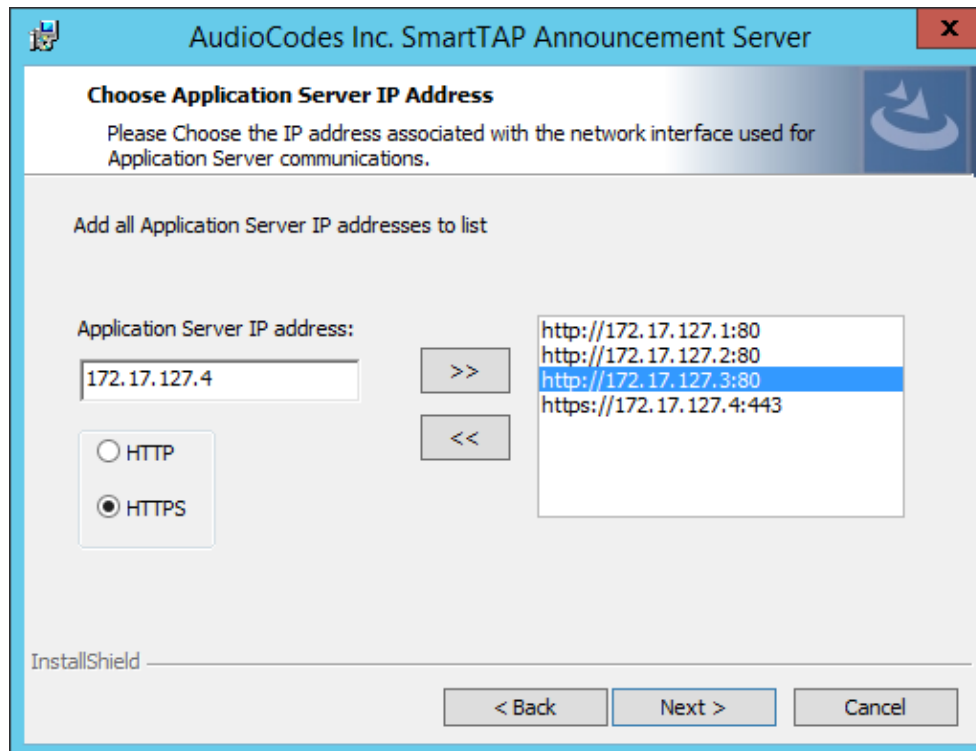 AudioCodes Inc. SmartTAP Announcement Server
x
Choose Application Server IP Address
Please Choose the IP address associated with the network interface used for
Application Server communications.
Add all Application Server IP addresses to list
Application Server IP address:
172.17.127.4
>>
<<
HTTP
HTTPS
http://172.17.127.1:80
http://172.17.127.2:80
http://172.17.127.3:80
https://172.17.127.4:443
InstallShield
< Back
Next >
Cancel